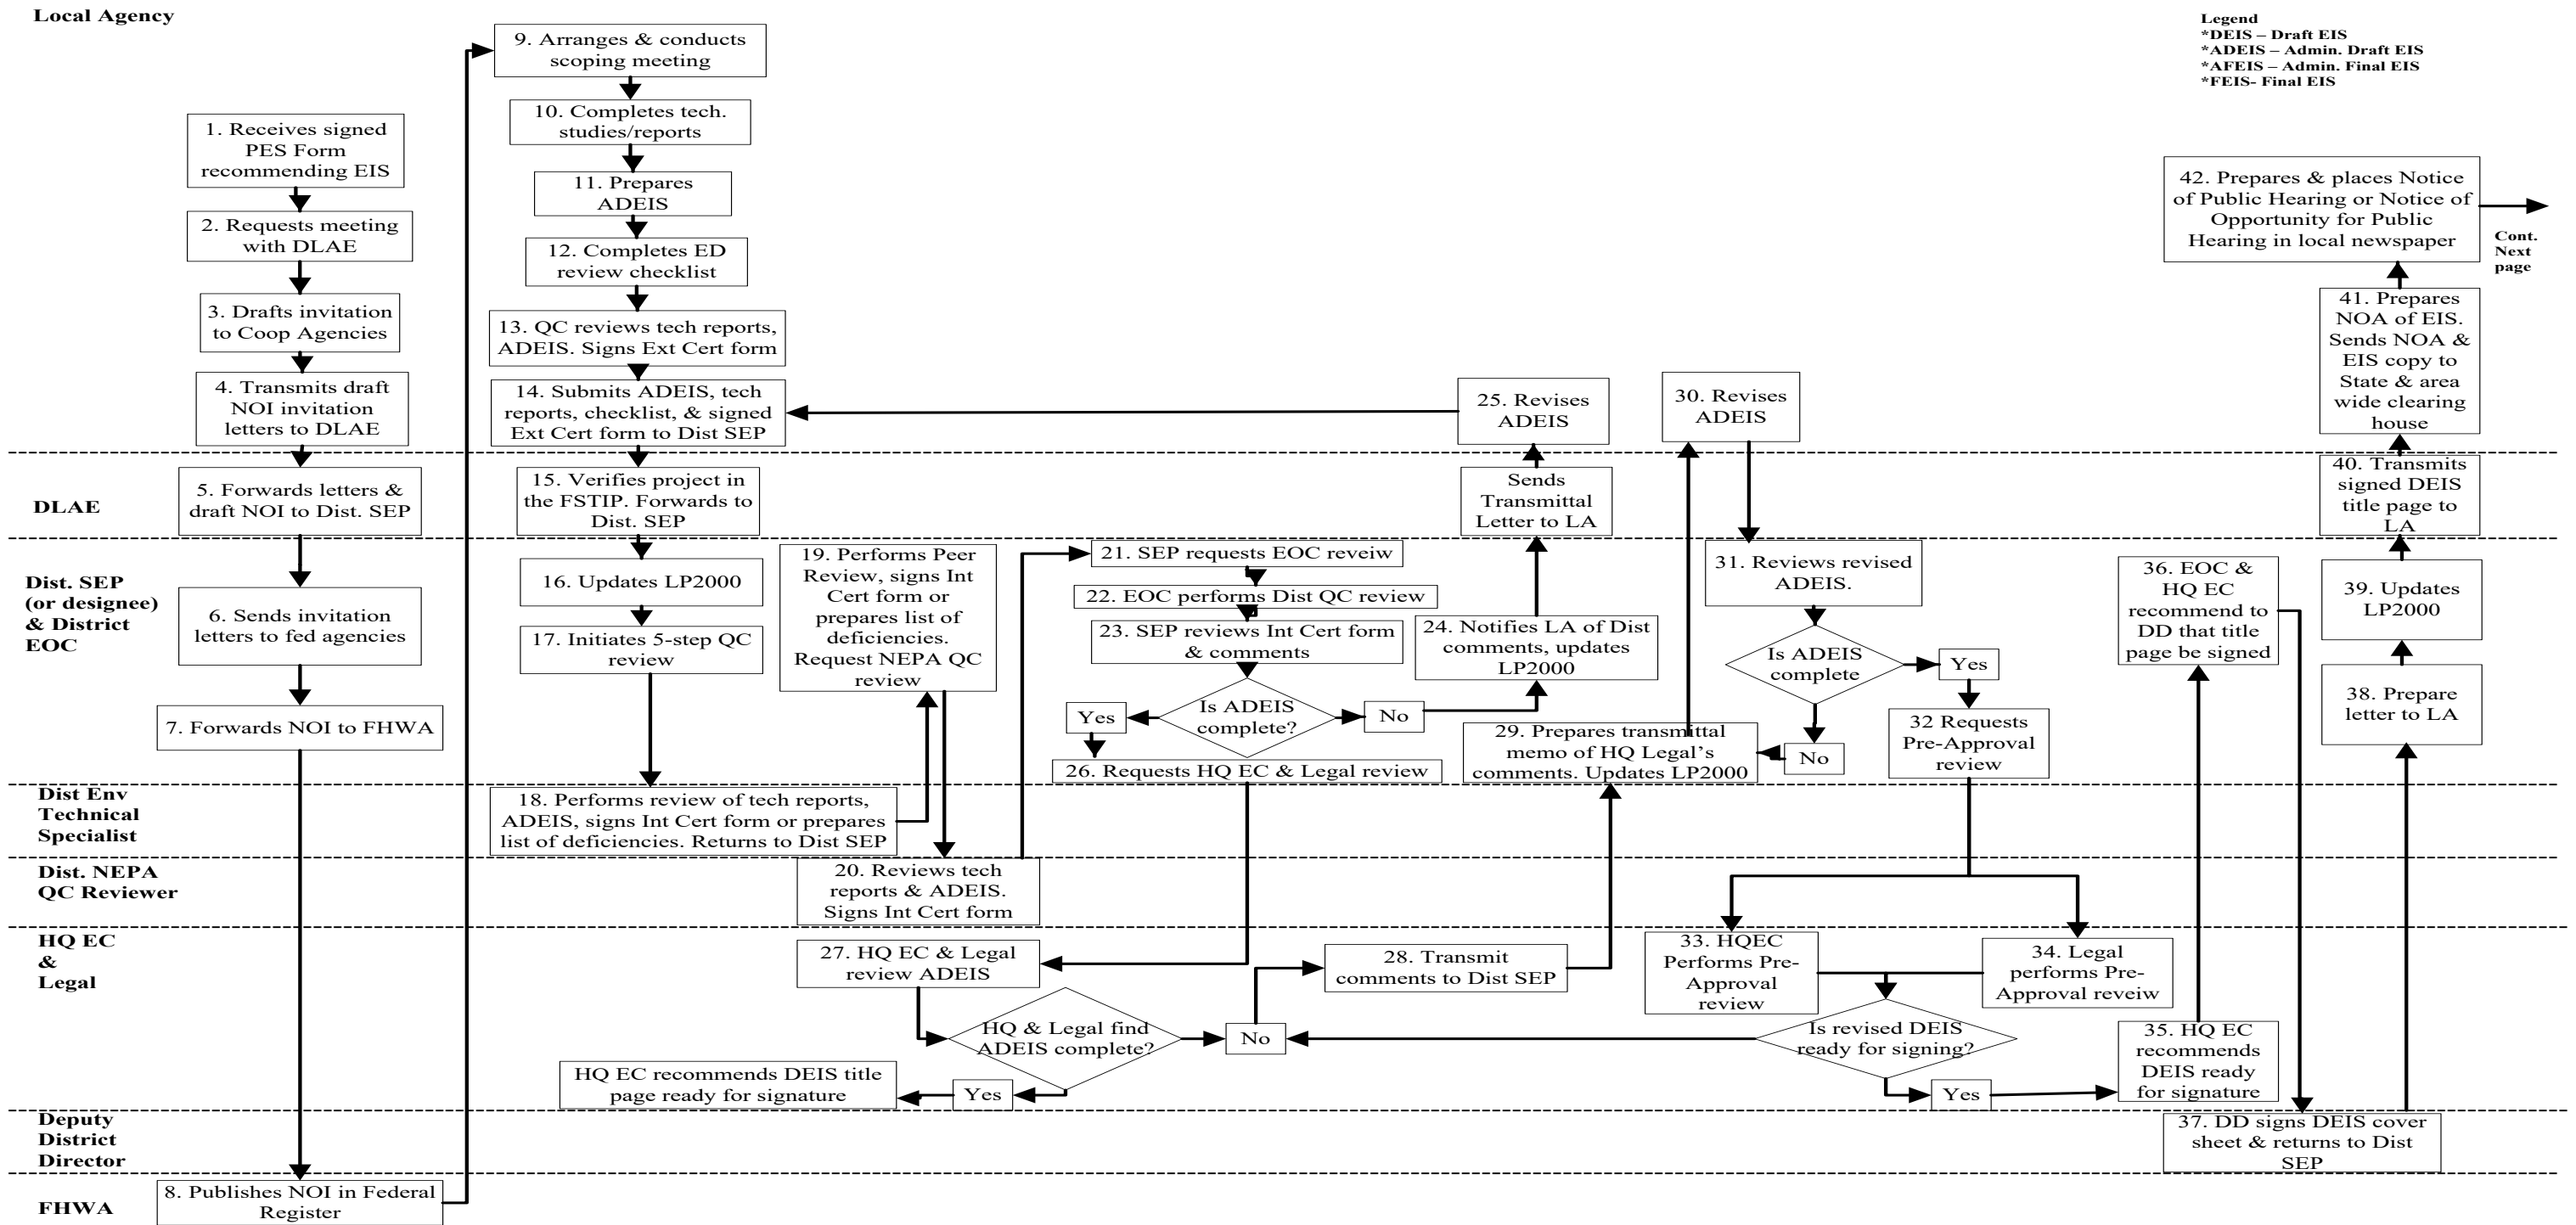 Local Agency
Legend
*DEIS – Draft EIS
*ADEIS – Admin. Draft EIS
*AFEIS – Admin. Final EIS
*FEIS- Final EIS
1. Receives signed
PES Form
recommending EIS
2. Requests meeting
with DLAE
3. Drafts invitation
to Coop Agencies
4. Transmits draft
NOI invitation
letters to DLAE
9. Arranges & conducts
scoping meeting
10. Completes tech.
studies/reports
11. Prepares
ADEIS
12. Completes ED
review checklist
13. QC reviews tech reports,
ADEIS. Signs Ext Cert form
14. Submits ADEIS, tech
reports, checklist, & signed
Ext Cert form to Dist SEP
25. Revises
ADEIS
30. Revises
ADEIS
42. Prepares & places Notice
of Public Hearing or Notice of
Opportunity for Public
Hearing in local newspaper
Cont.
Next
page
41. Prepares
NOA of EIS.
Sends NOA &
EIS copy to
State & area
wide clearing
house
DLAE
5. Forwards letters &
draft NOI to Dist. SEP
15. Verifies project in
the FSTIP. Forwards to
Dist. SEP
Sends
Transmittal
Letter to LA
40. Transmits
signed DEIS
title page to
LA
Dist. SEP
(or designee)
& District
EOC
6. Sends invitation
letters to fed agencies
7. Forwards NOI to FHWA
16. Updates LP2000
17. Initiates 5-step QC
review
19. Performs Peer
Review, signs Int
Cert form or
prepares list of
deficiencies.
Request NEPA QC
review
21. SEP requests EOC reveiw
22. EOC performs Dist QC review
23. SEP reviews Int Cert form
& comments
Is ADEIS
complete?
Yes
No
24. Notifies LA of Dist
comments, updates
LP2000
26. Requests HQ EC & Legal review
29. Prepares transmittal
memo of HQ Legal's
comments. Updates LP2000
31. Reviews revised
ADEIS.
Is ADEIS
complete
Yes
No
32 Requests
Pre-Approval
review
36. EOC &
HQ EC
recommend to
DD that title
page be signed
39. Updates
LP2000
38. Prepare
letter to LA
Dist Env
Technical
Specialist
18. Performs review of tech reports,
ADEIS, signs Int Cert form or prepares
list of deficiencies. Returns to Dist SEP
Dist. NEPA
QC Reviewer
20. Reviews tech
reports & ADEIS.
Signs Int Cert form
HQ EC
&
Legal
27. HQ EC & Legal
review ADEIS
HQ & Legal find
ADEIS complete?
No
Yes
HQ EC recommends DEIS title
page ready for signature
28. Transmit
comments to Dist SEP
33. HQEC
Performs Pre-
Approval
review
34. Legal
performs Pre-
Approval reveiw
Is revised DEIS
ready for signing?
Yes
35. HQ EC
recommends
DEIS ready
for signature
Deputy
District
Director
37. DD signs DEIS cover
sheet & returns to Dist
SEP
FHWA
8. Publishes NOI in Federal
Register